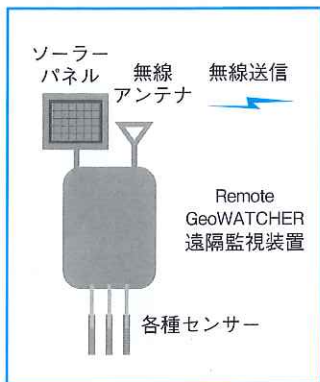 ソーラー
パネル
無線
アンテナ
無線送信
Remote
GeoWATCHER
遠隔監視装置
各種センサー